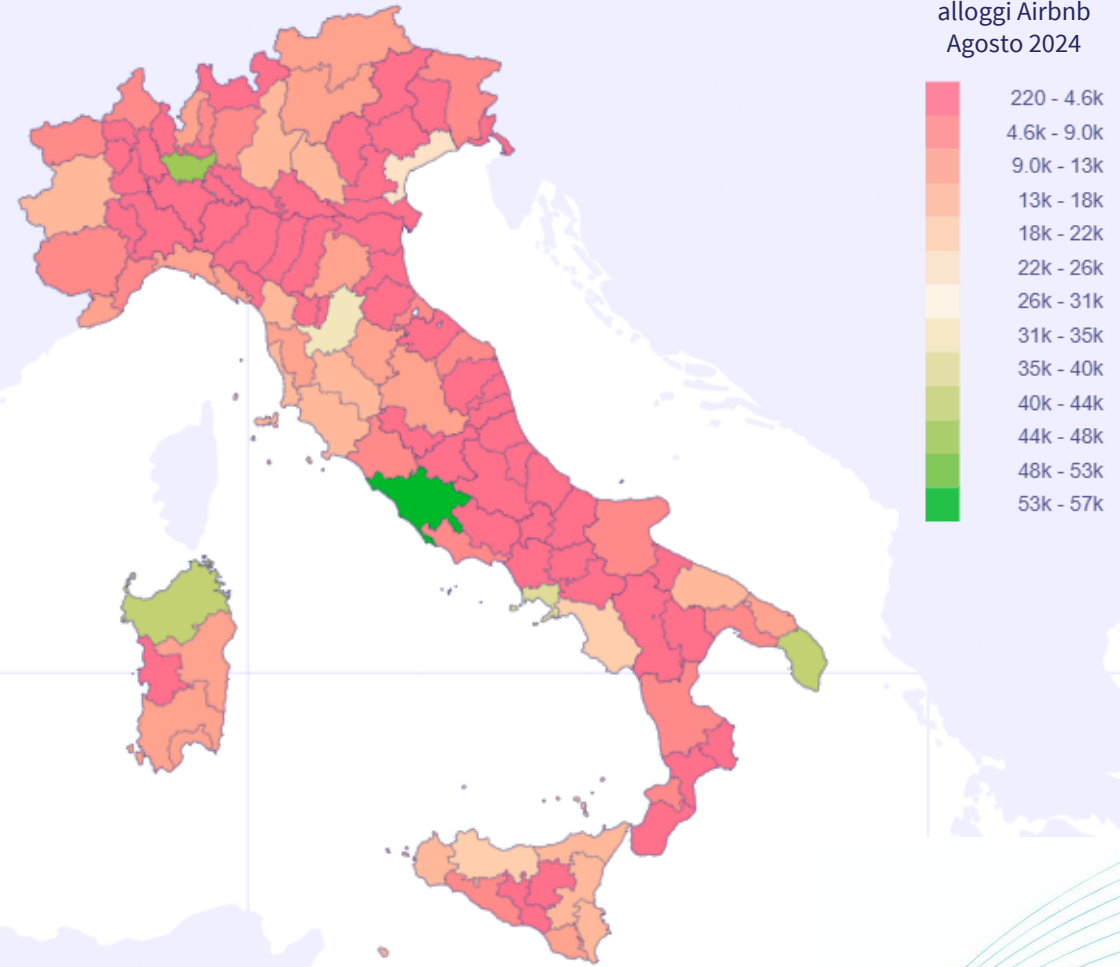 alloggi Airbnb
Agosto 2024
220 - 4.6k
4.6k - 9.0k
9.0k - 13k
13k - 18k
18k - 22k
22k - 26k
26k - 31k
31k - 35k
35k - 40k
40k - 44k
44k - 48k
48k - 53k
53k - 57k